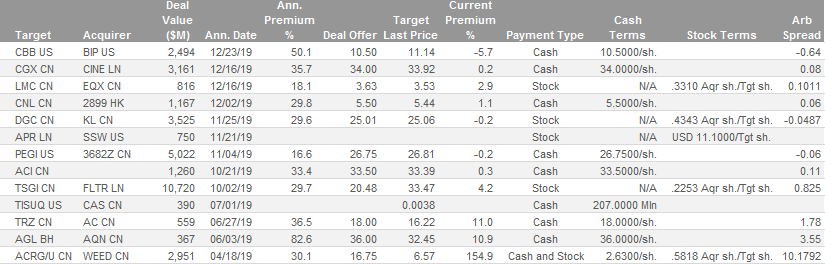 Deal Ann. Target Current Cash Arb
Value Premium Last Price Premium Terms Spread
Target Acquirer ($M) Ann. Date % Deal Offer Last Price % Payment Type Terms Stock Terms Spread
CBB US BIP US 2,494 12/23/19 50.1 10.50 11.14 -5.7 Cash 10.5000/sh. -0.64
CGX CN CINE LN 3,161 12/16/19 35.7 34.00 33.92 0.2 Cash 34.0000/sh. 0.08
LMC CN EQX CN 816 12/16/19 18.1 3.63 3.53 2.9 Stock N/A .3310 Aqr sh./Tgt sh. 0.1011
CNL CN 2899 HK 1,167 12/02/19 29.8 5.50 5.44 1.1 Cash 5.5000/sh. 0.06
DGC CN KL CN 3,525 11/25/19 29.6 25.01 25.06 -0.2 Stock N/A .4343 Aqr sh./Tgt sh. -0.0487
APR LN SSW US 750 11/21/19 Stock N/A USD 11.1000/Tgt sh.
PEGI US 3682Z CN 5,022 11/04/19 16.6 26.75 26.81 -0.2 Cash 26.7500/sh. -0.06
ACI CN 1,260 10/21/19 33.4 33.50 33.39 0.3 Cash 33.5000/sh. 0.11
TSGI CN FLTR LN 10,720 10/02/19 29.7 20.48 33.47 4.2 Stock N/A .2253 Aqr sh./Tgt sh. 0.825
TISUQ US CAS CN 390 07/01/19 0.0038 Cash 207.0000 Mln
TRZ CN AC CN 559 06/27/19 36.5 18.00 16.22 11.0 Cash 18.0000/sh. 1.78
AGL BH AQN CN 367 06/03/19 82.6 36.00 32.45 10.9 Cash 36.0000/sh. 3.55
ACRG/U CN WEED CN 2,951 04/18/19 30.1 16.75 6.57 154.9 Cash and Stock 2.6300/sh. .5818 Aqr sh./Tgt sh. 10.1792